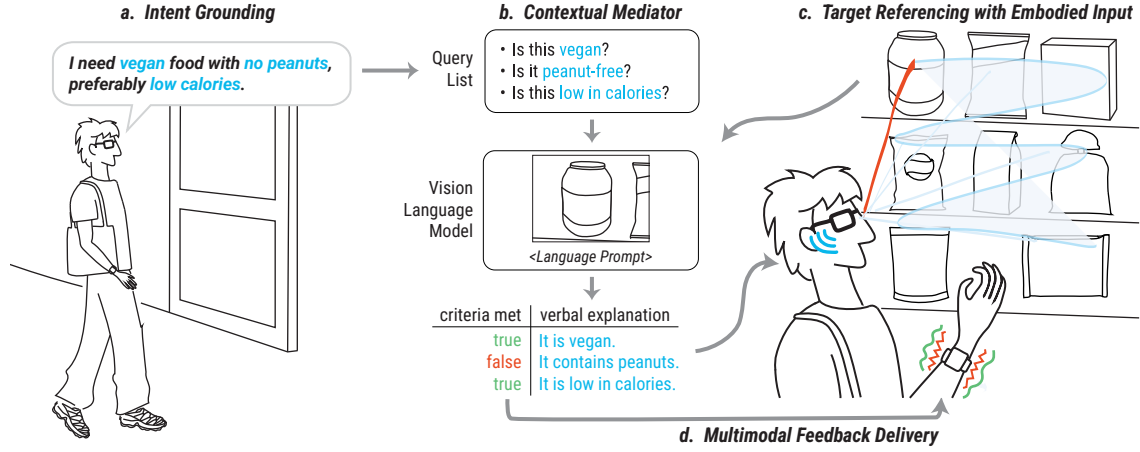 a. Intent Grounding
I need vegan food with no peanuts,
preferably low calories.
b. Contextual Mediator
Query
List
• Is this vegan?
• Is it peanut-free?
• Is this low in calories?
Vision
Language
Model
<Language Prompt>
criteria met verbal explanation
true It is vegan.
false It contains peanuts.
true It is low in calories.
c. Target Referencing with Embodied Input
d. Multimodal Feedback Delivery